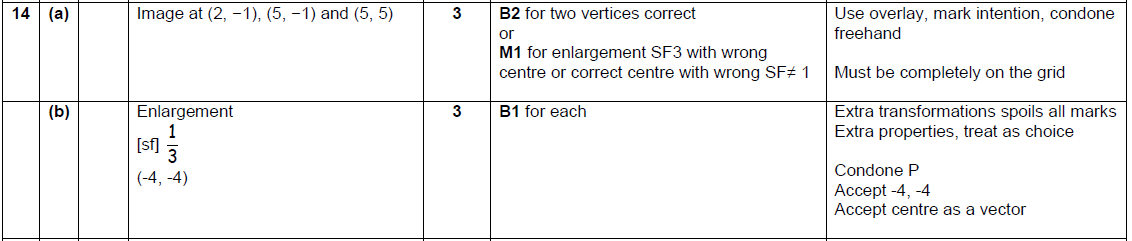 14 (a) Image at (2, −1), (5, −1) and (5, 5) 3 B2 for two vertices correct Use overlay, mark intention, condone
or freehand
M1 for enlargement SF3 with wrong
centre or correct centre with wrong SF≠ 1 Must be completely on the grid
(b) Enlargement 3 B1 for each Extra transformations spoils all marks
[sf] 1/3 Extra properties, treat as choice
(-4, -4) Condone P
Accept -4, -4
Accept centre as a vector